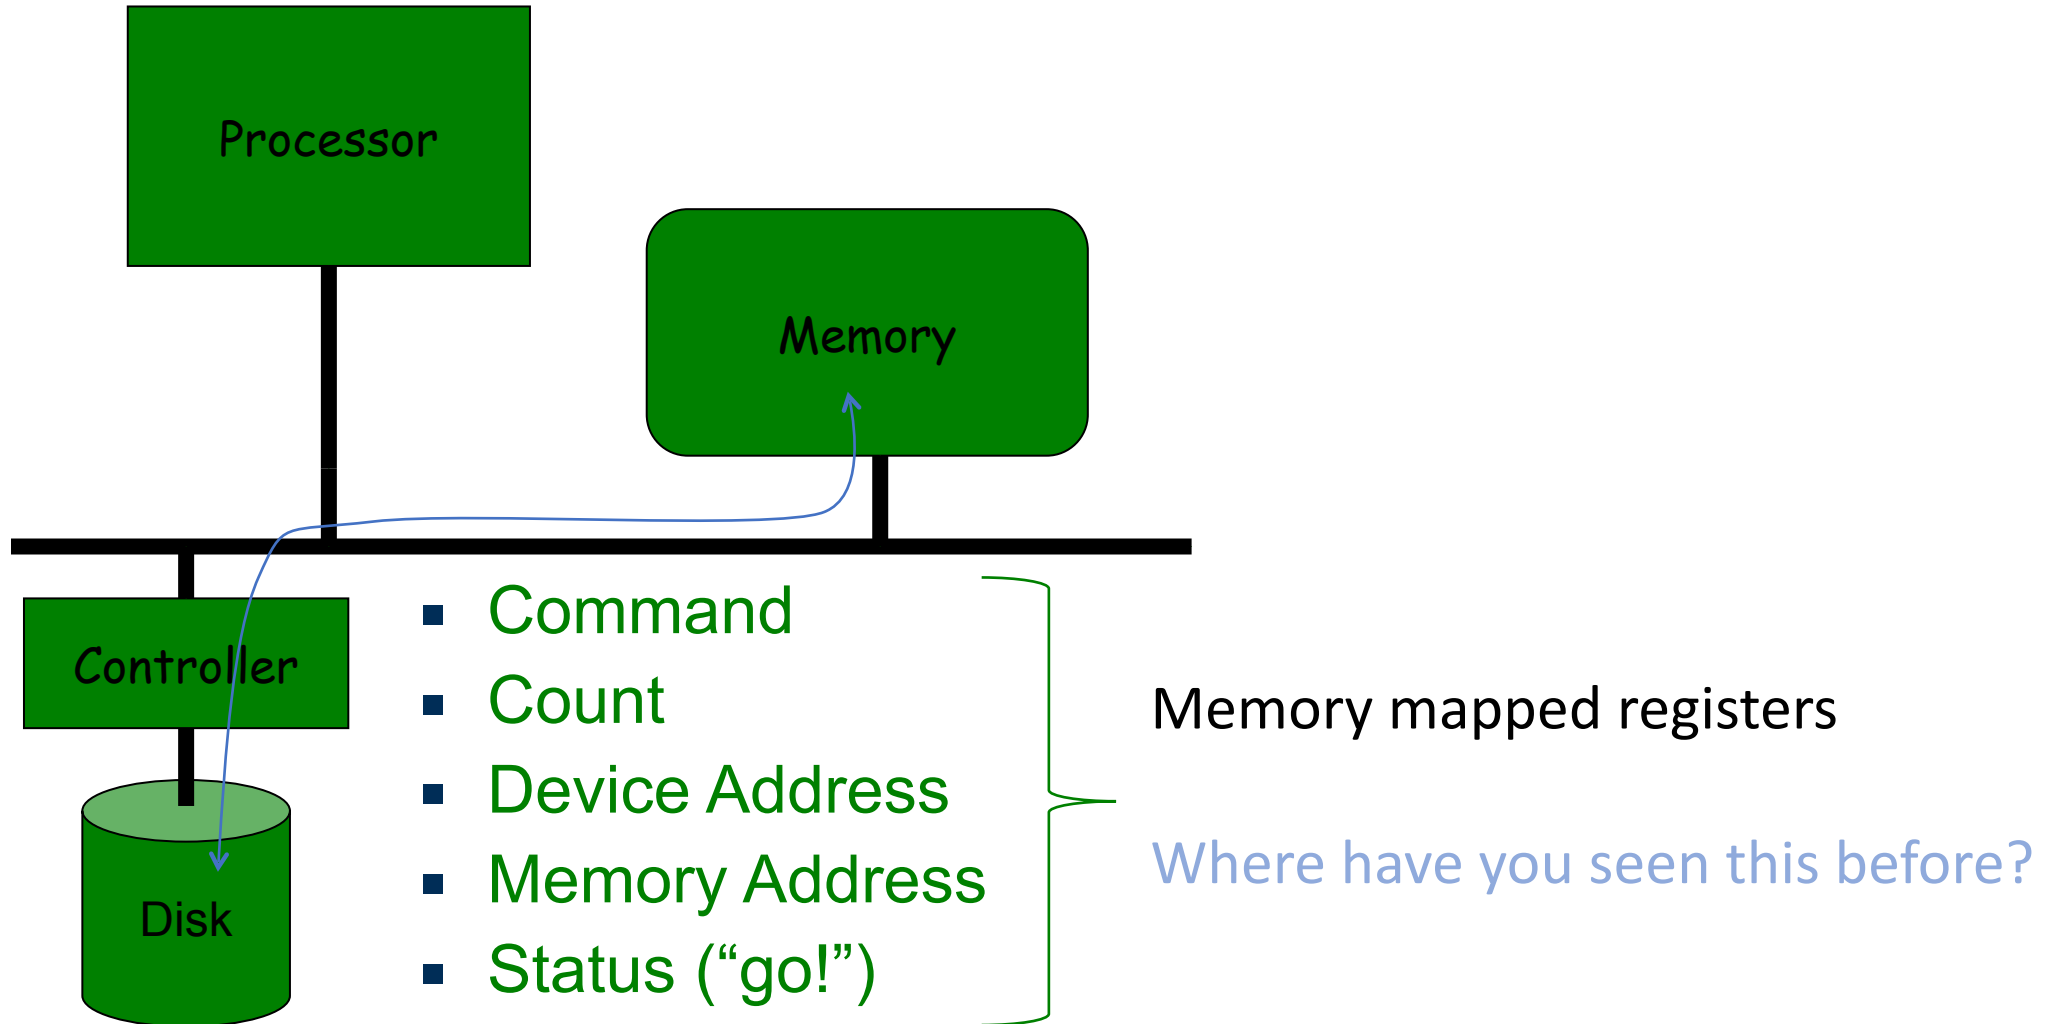 Processor
Memory
Controller
Disk
▪ Command
▪ Count
▪ Device Address
▪ Memory Address
▪ Status (“go!”)
Memory mapped registers
Where have you seen this before?